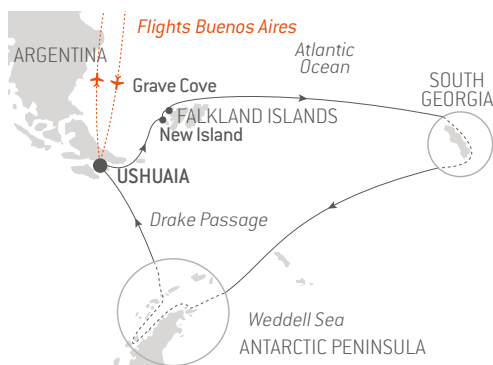 Flights Buenos Aires
ARGENTINA
Atlantic
Ocean
Grave Cove
SOUTH
GEORGIA
FALKLAND ISLANDS
New Island
USHUAIA
Drake Passage
Weddell Sea
ANTARCTIC PENINSULA